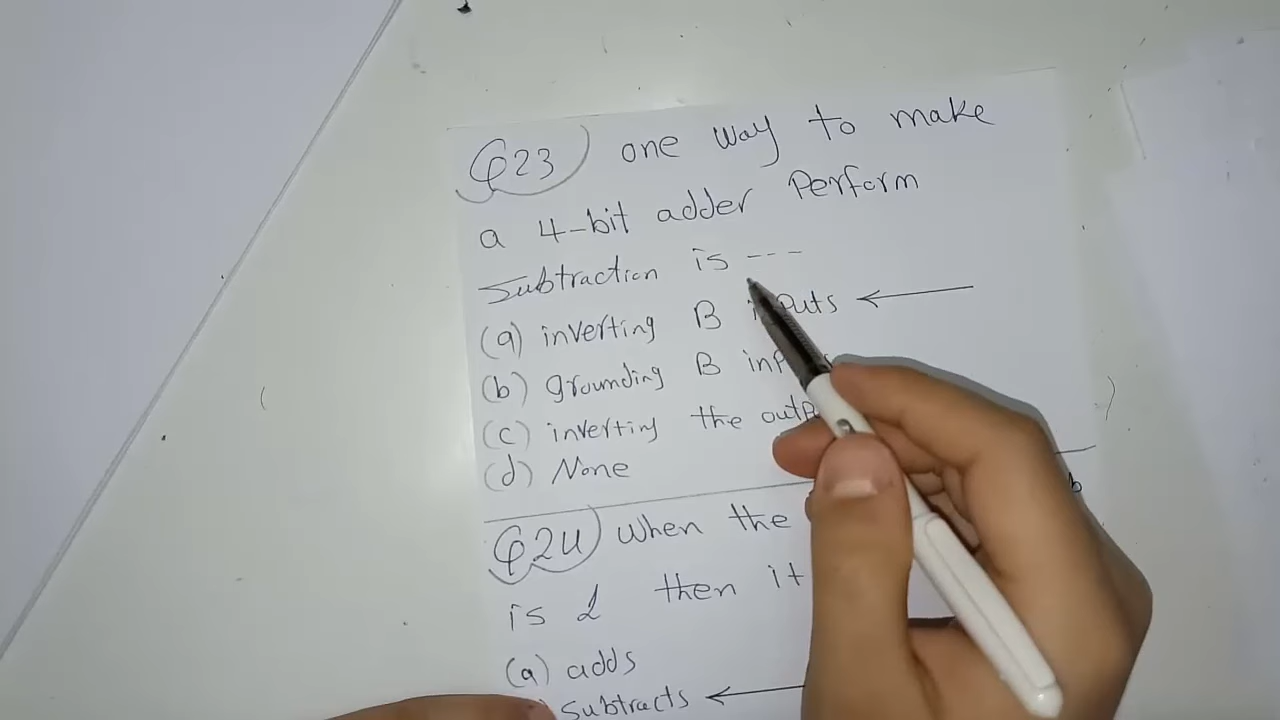 Q23) one way to make
a 4-bit adder Perform
Subtraction is ---
(a) inverting B inputs
(b) grounding B
(c) inverting the
(d) None
Q24) When the
is 1 then it
(a) adds
subtracts